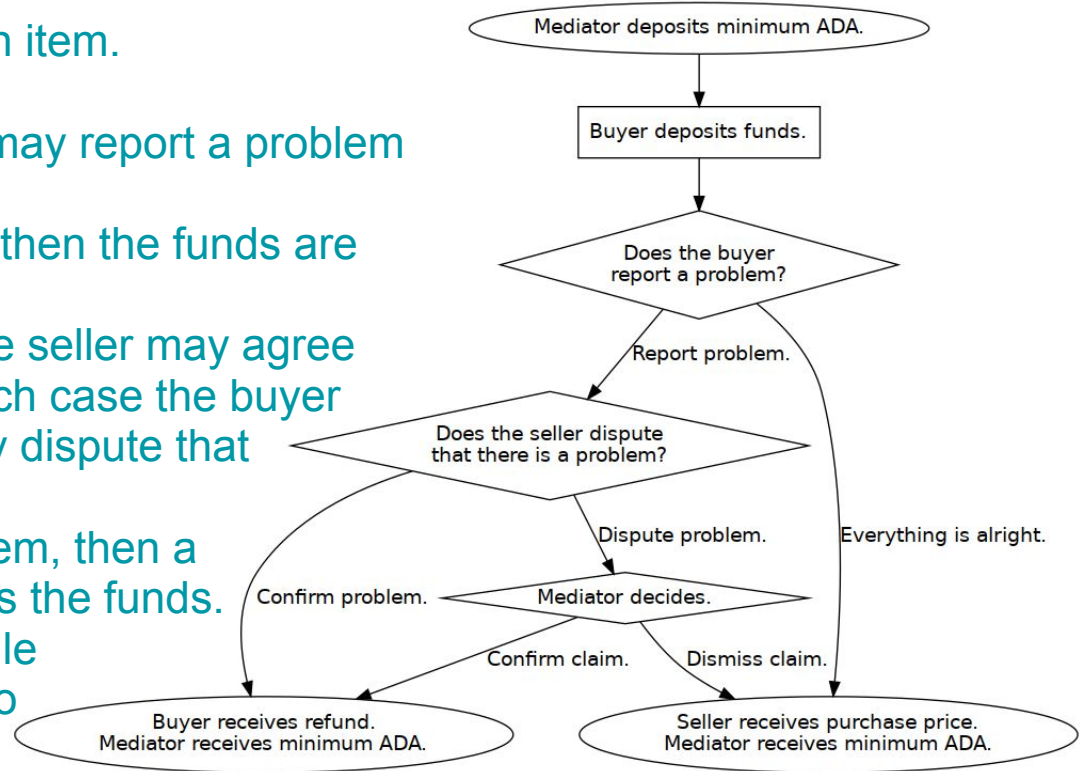 n item.
may report a problem
then the funds are
e seller may agree
ch case the buyer
y dispute that
em, then a
s the funds.
le
o
Mediator deposits minimum ADA.
Buyer deposits funds.
Does the buyer
report a problem?
Report problem.
Does the seller dispute
that there is a problem?
Dispute problem.
Everything is alright.
Confirm problem.
Mediator decides.
Confirm claim.
Dismiss claim.
Buyer receives refund.
Mediator receives minimum ADA.
Seller receives purchase price.
Mediator receives minimum ADA.